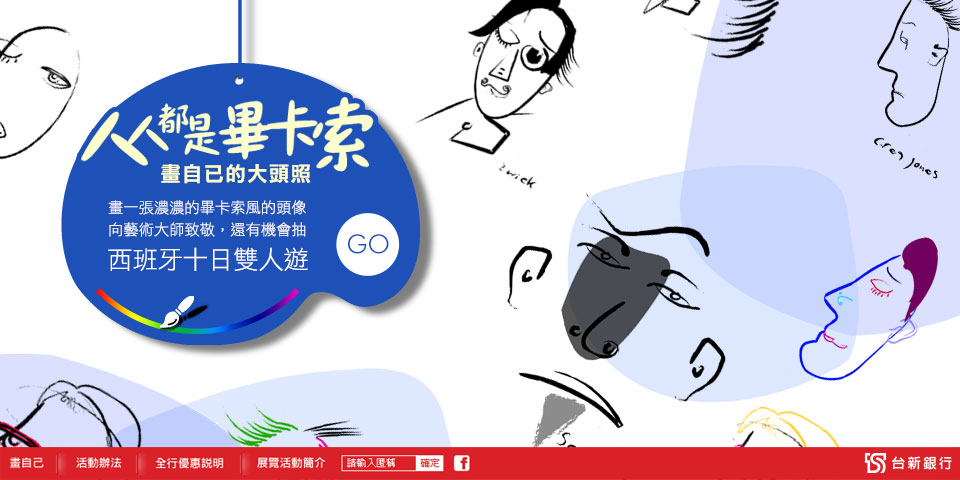 人人都是畢卡索
畫自已的大頭照
畫一張濃濃的畢卡索風的頭像
向藝術大師致敬，還有機會抽
西班牙十日雙人遊
GO
zwick
creg Jones
畫自己
活動辦法
全行優惠説明
展覽活動簡介
請輸入匿稱
確定
f
台新銀行